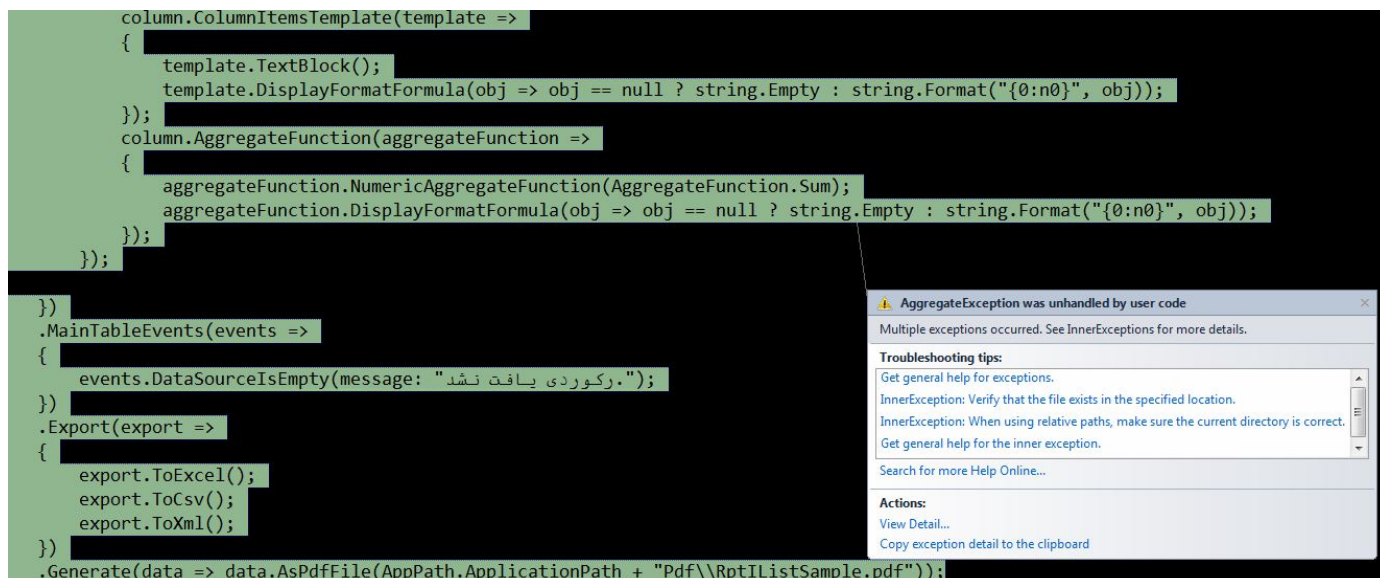 column.ColumnItemsTemplate(template =>
{
template.TextBlock();
template.DisplayFormatFormula(obj => obj == null ? string.Empty : string.Format("{0:n0}", obj));
});
column.AggregateFunction(aggregateFunction =>
{
aggregateFunction.NumericAggregateFunction(AggregateFunction.Sum);
aggregateFunction.DisplayFormatFormula(obj => obj == null ? string.Empty : string.Format("{0:n0}", obj));
});
});
})
.MainTableEvents(events =>
{
events.DataSourceIsEmpty(message: "رکوردی یافت نشد.");
})
.Export(export =>
{
export.ToExcel();
export.ToCsv();
export.ToXml();
})
.Generate(data => data.AsPdfFile(AppPath.ApplicationPath + "Pdf\\RptIListSample.pdf"));
AggregateException was unhandled by user code
Multiple exceptions occurred. See InnerExceptions for more details.
Troubleshooting tips:
Get general help for exceptions.
InnerException: Verify that the file exists in the specified location.
InnerException: When using relative paths, make sure the current directory is correct.
Get general help for the inner exception.
Search for more Help Online...
Actions:
View Detail...
Copy exception detail to the clipboard